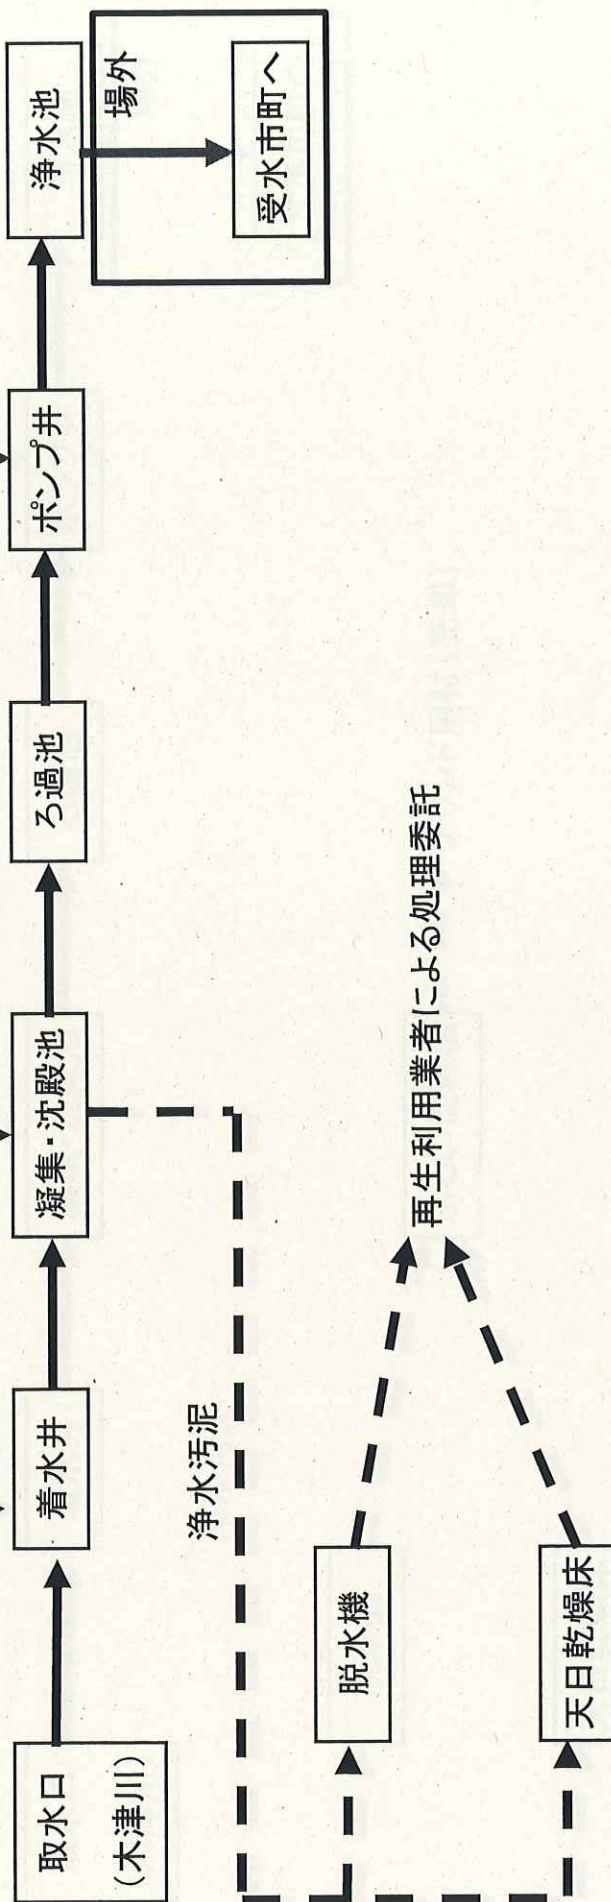 取水口
(木津川)
着水井
凝集・沈殿池
ろ過池
ポンプ井
浄水池
場外
受水市町へ
浄水汚泥
脱水機
天日乾燥床
再生利用業者による処理委託